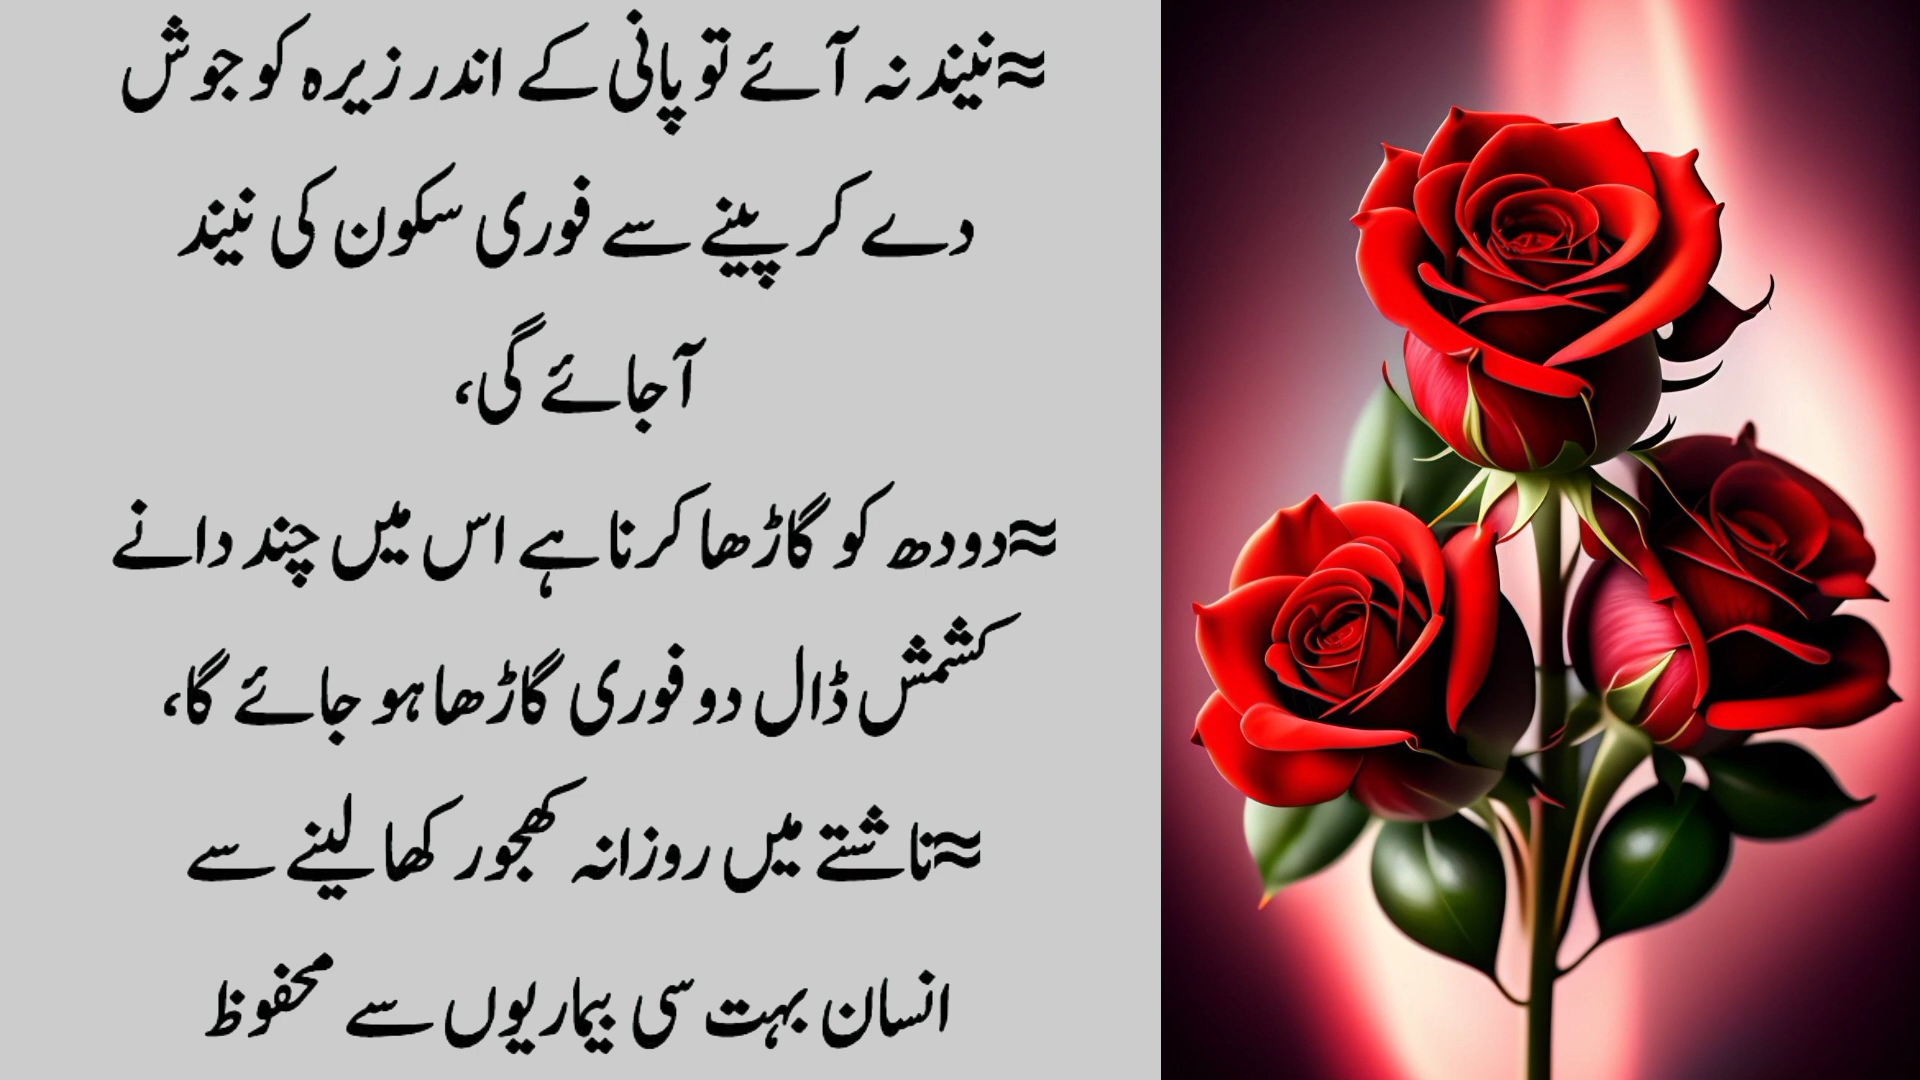 ≈نیند نہ آئے تو پانی کے اندر زیرہ کو جوش
دے کر پینے سے فوری سکون کی نیند
آجائے گی،
≈دودھ کو گاڑھا کرنا ہے اس میں چند دانے
کشمش ڈال دو فوری گاڑھا ہو جائے گا،
≈ناشتے میں روزانہ کھجور کھا لینے سے
انسان بہت سی بیماریوں سے محفوظ